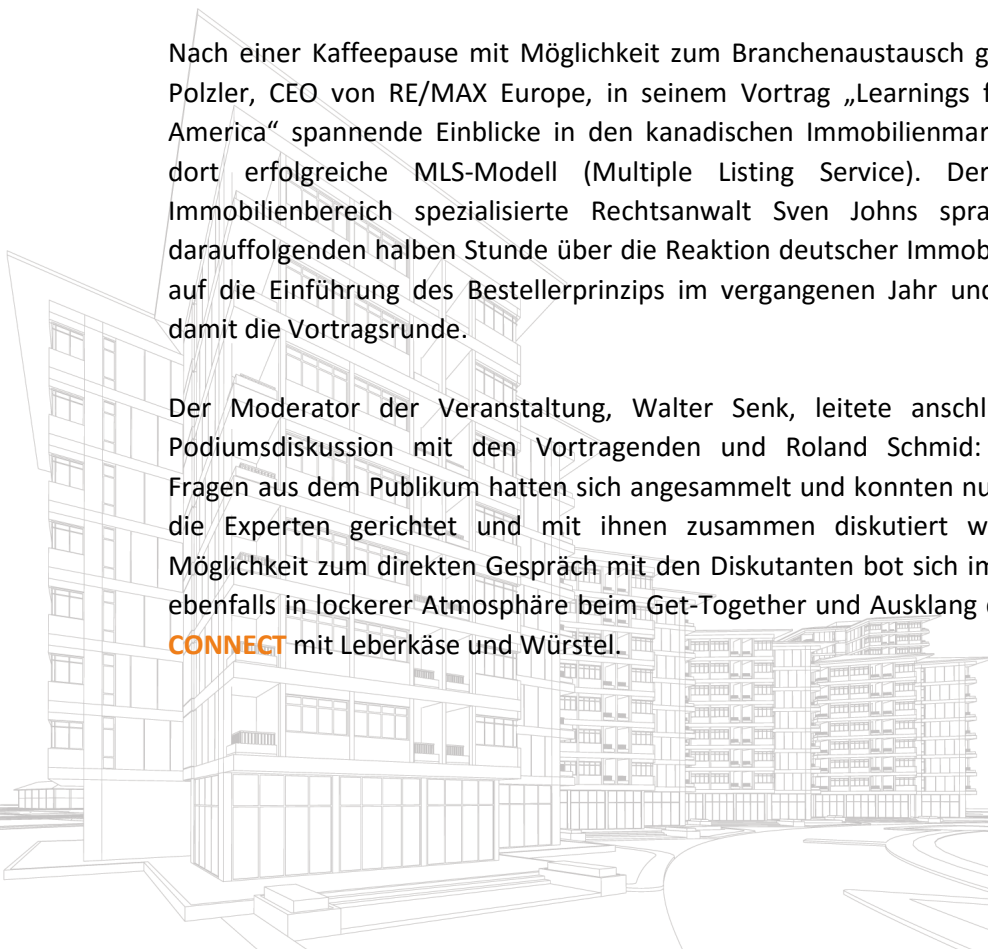 Nach einer Kaffeepause mit Möglichkeit zum Branchenaustausch g
Polzler, CEO von RE/MAX Europe, in seinem Vortrag „Learnings f
America“ spannende Einblicke in den kanadischen Immobilienmar
dort erfolgreiche MLS-Modell (Multiple Listing Service). Der
Immobilienbereich spezialisierte Rechtsanwalt Sven Johns spra
darauffolgenden halben Stunde über die Reaktion deutscher Immob
auf die Einführung des Bestellerprinzips im vergangenen Jahr und
damit die Vortragsrunde.
Der Moderator der Veranstaltung, Walter Senk, leitete anschl
Podiumsdiskussion mit den Vortragenden und Roland Schmid:
Fragen aus dem Publikum hatten sich angesammelt und konnten nu
die Experten gerichtet und mit ihnen zusammen diskutiert w
Möglichkeit zum direkten Gespräch mit den Diskutanten bot sich im
ebenfalls in lockerer Atmosphäre beim Get-Together und Ausklang
CONNECT mit Leberkäse und Würstel.